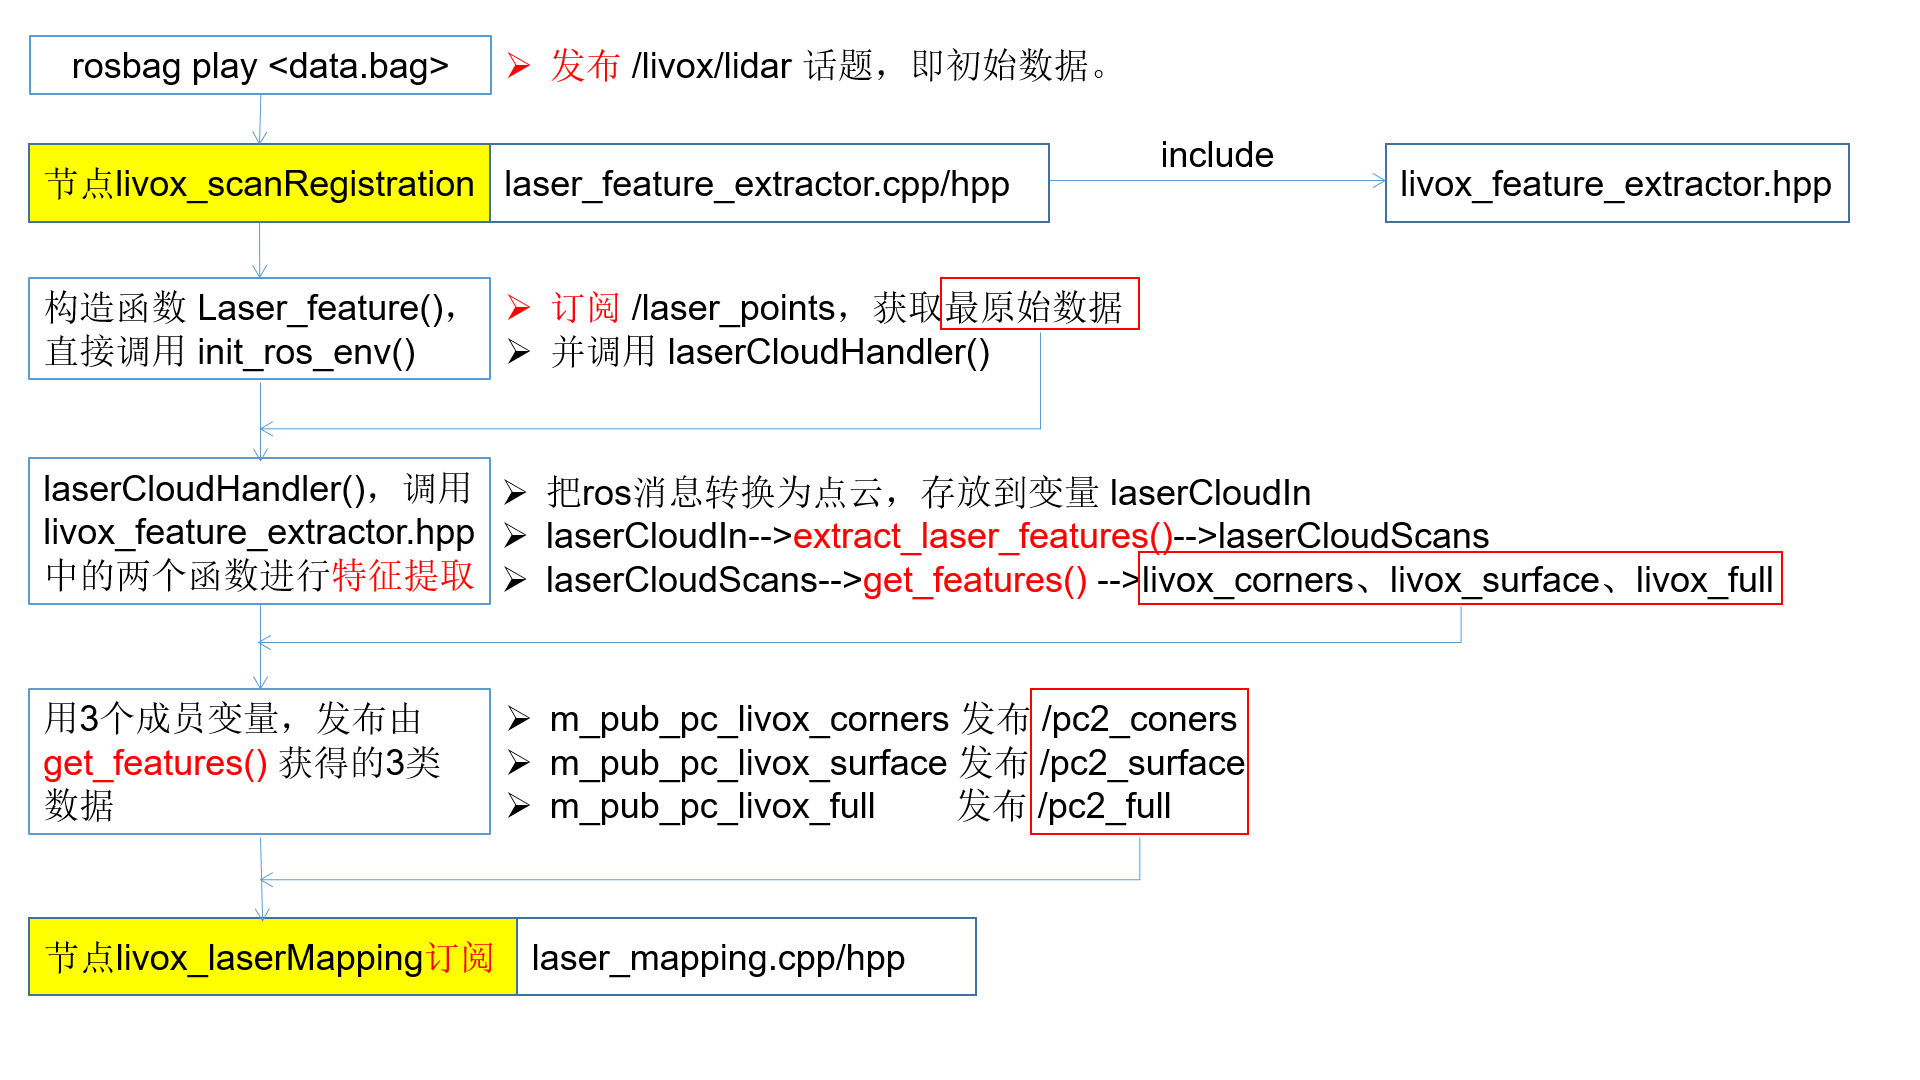 rosbag play <data.bag>
➢ 发布 /livox/lidar 话题，即初始数据。
节点livox_scanRegistration
laser_feature_extractor.cpp/hpp
include
livox_feature_extractor.hpp
构造函数 Laser_feature()，
直接调用 init_ros_env()
➢ 订阅 /laser_points，获取最原始数据
➢ 并调用 laserCloudHandler()
laserCloudHandler()，调用
livox_feature_extractor.hpp
中的两个函数进行特征提取
➢ 把ros消息转换为点云，存放到变量 laserCloudIn
➢ laserCloudIn-->extract_laser_features()-->laserCloudScans
➢ laserCloudScans-->get_features() -->livox_corners、livox_surface、livox_full
用3个成员变量，发布由
get_features() 获得的3类
数据
➢ m_pub_pc_livox_corners 发布 /pc2_coners
➢ m_pub_pc_livox_surface 发布 /pc2_surface
➢ m_pub_pc_livox_full 发布 /pc2_full
节点livox_laserMapping订阅
laser_mapping.cpp/hpp